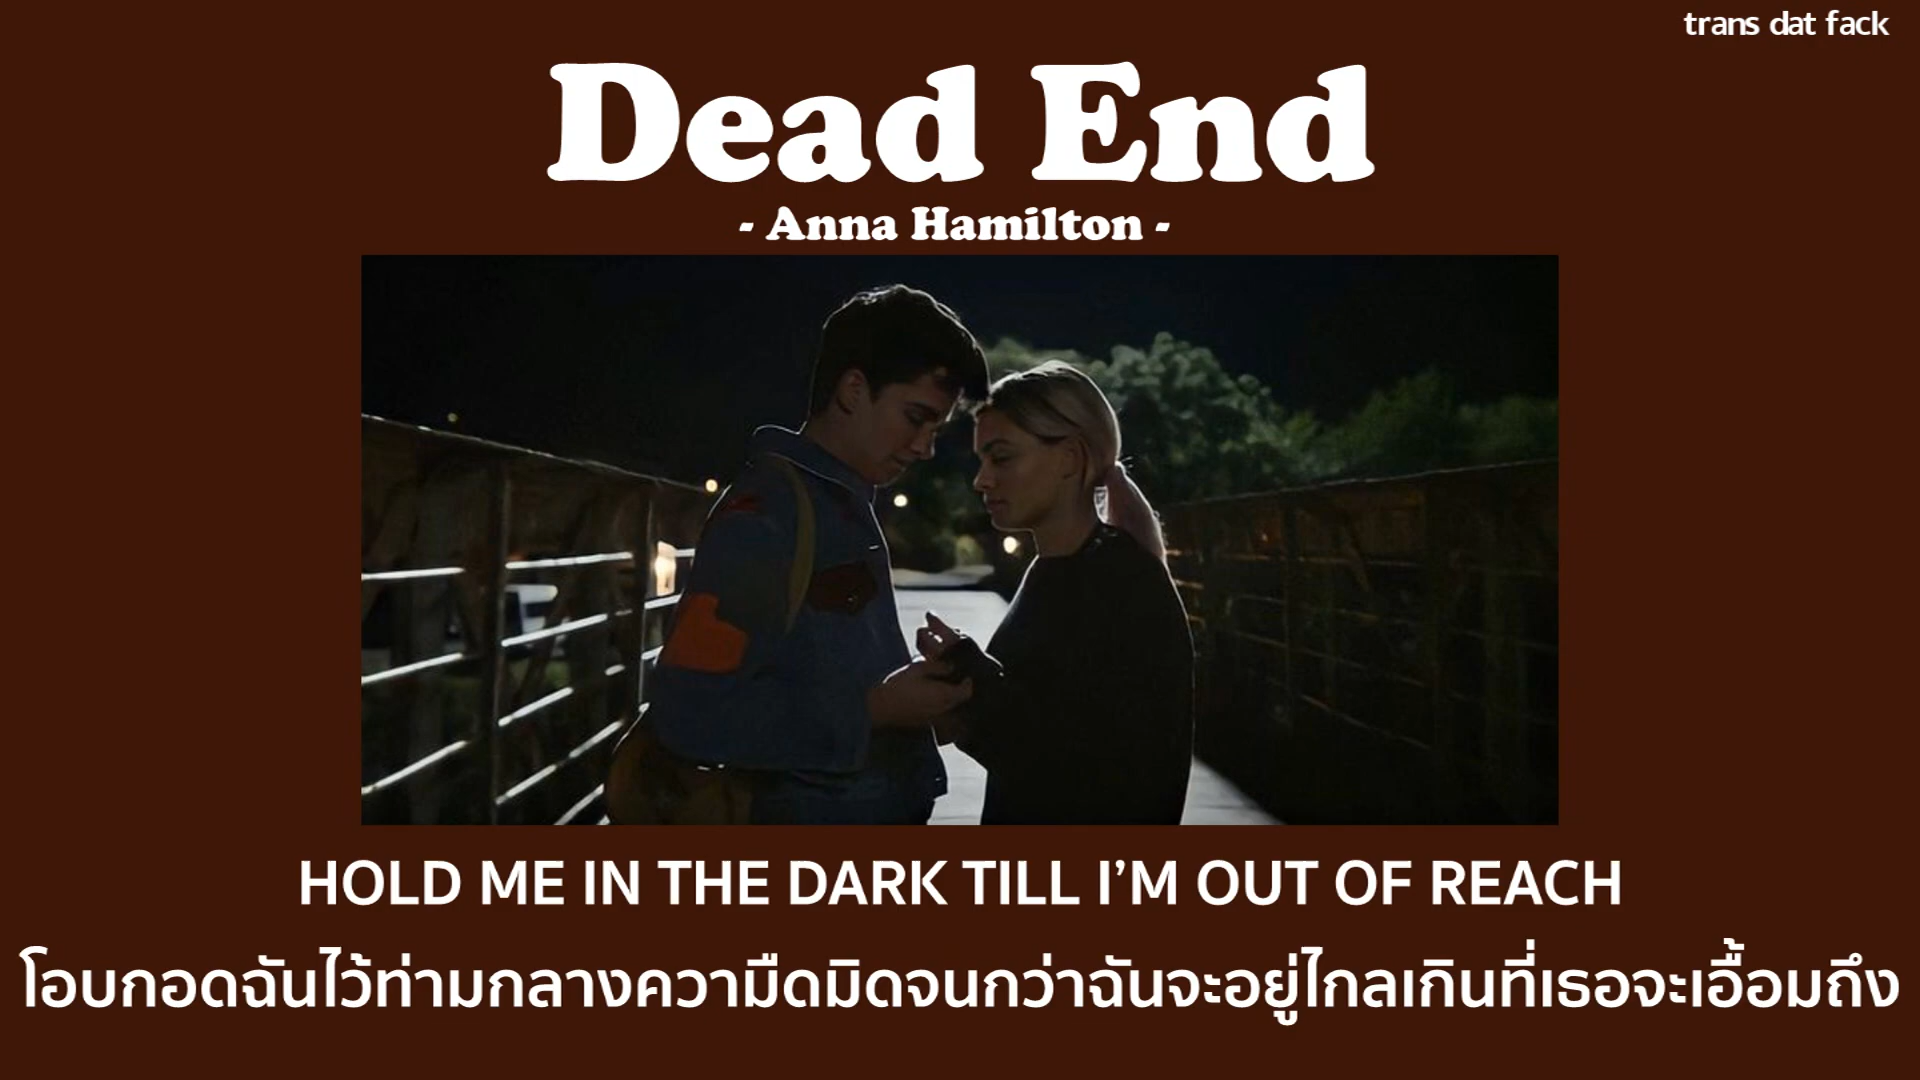 trans dat fack
Dead End
- Anna Hamilton -
HOLD ME IN THE DARK TILL I’M OUT OF REACH
โอบกอดฉันไว้ท่ามกลางความืดมิดจนกว่าฉันจะอยู่ไกลเกินที่เธอจะเอื้อมถึง